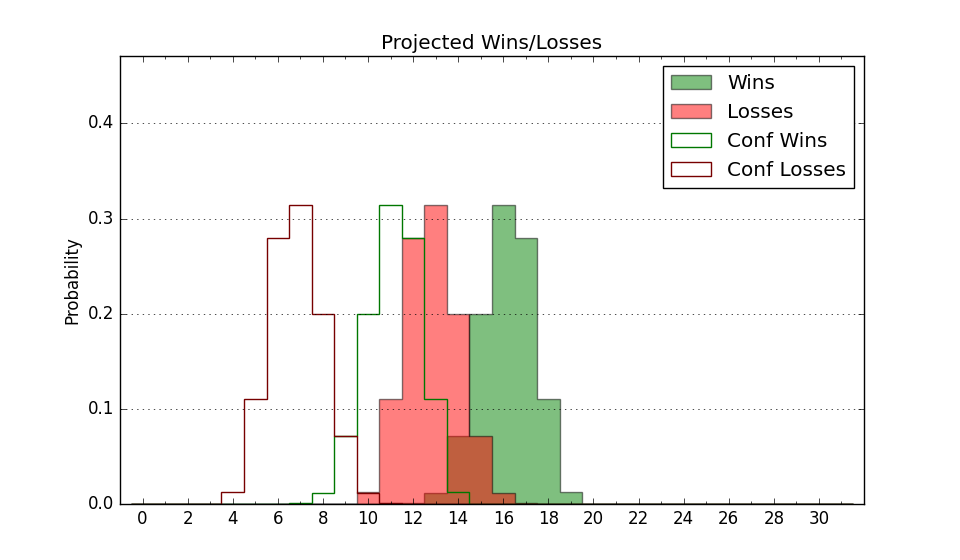 Projected Wins/Losses
Wins
Losses
Conf Wins
Conf Losses
Probability
0.4
0.3
0.2
0.1
0.0
0 2 4 6 8 10 12 14 16 18 20 22 24 26 28 30